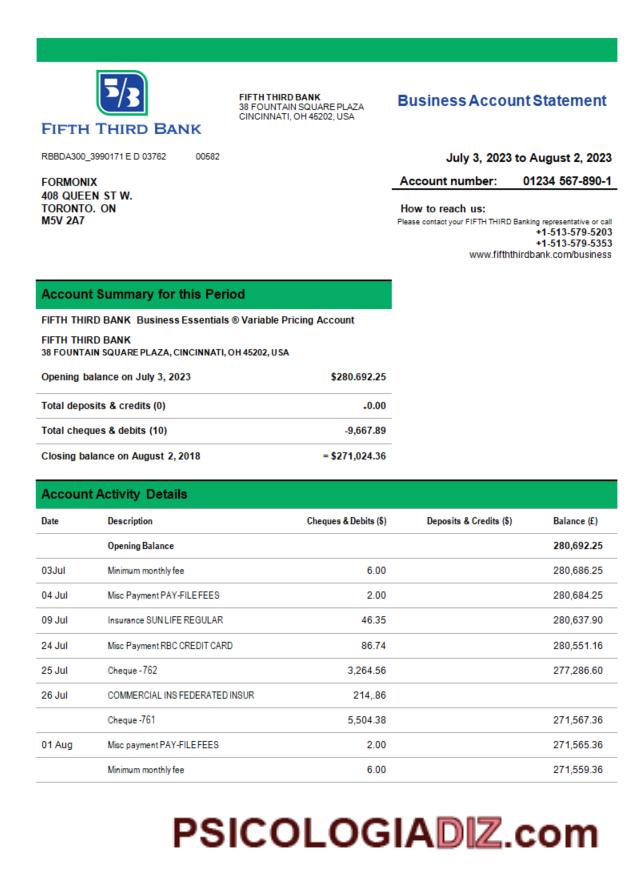 5/3
FIFTH THIRD BANK
FIFTH THIRD BANK
38 FOUNTAIN SQUARE PLAZA
CINCINNATI, OH 45202, USA
Business Account Statement
RBBDA300_3990171 E D 03762 00582
July 3, 2023 to August 2, 2023
Account number: 01234 567-890-1
FORMONIX
408 QUEEN ST W.
TORONTO. ON
M5V 2A7
How to reach us:
Please contact your FIFTH THIRD Banking representative or call
+1-513-579-5203
+1-513-579-5353
www.fifththirdbank.com/business
Account Summary for this Period
FIFTH THIRD BANK Business Essentials ® Variable Pricing Account
FIFTH THIRD BANK
38 FOUNTAIN SQUARE PLAZA, CINCINNATI, OH 45202, USA
Opening balance on July 3, 2023 $280.692.25
Total deposits & credits (0) .0.00
Total cheques & debits (10) -9,667.89
Closing balance on August 2, 2018 = $271,024.36
Account Activity Details
Date Description Cheques & Debits ($) Deposits & Credits ($) Balance (£)
Opening Balance 280,692.25
03Jul Minimum monthly fee 6.00 280,686.25
04 Jul Misc Payment PAY-FILE FEES 2.00 280,684.25
09 Jul Insurance SUN LIFE REGULAR 46.35 280,637.90
24 Jul Misc Payment RBC CREDIT CARD 86.74 280,551.16
25 Jul Cheque -762 3,264.56 277,286.60
26 Jul COMMERCIAL INS FEDERATED INSUR 214,.86
Cheque -761 5,504.38 271,567.36
01 Aug Misc payment PAY-FILE FEES 2.00 271,565.36
Minimum monthly fee 6.00 271,559.36
PSICOLOGIADIZ.com